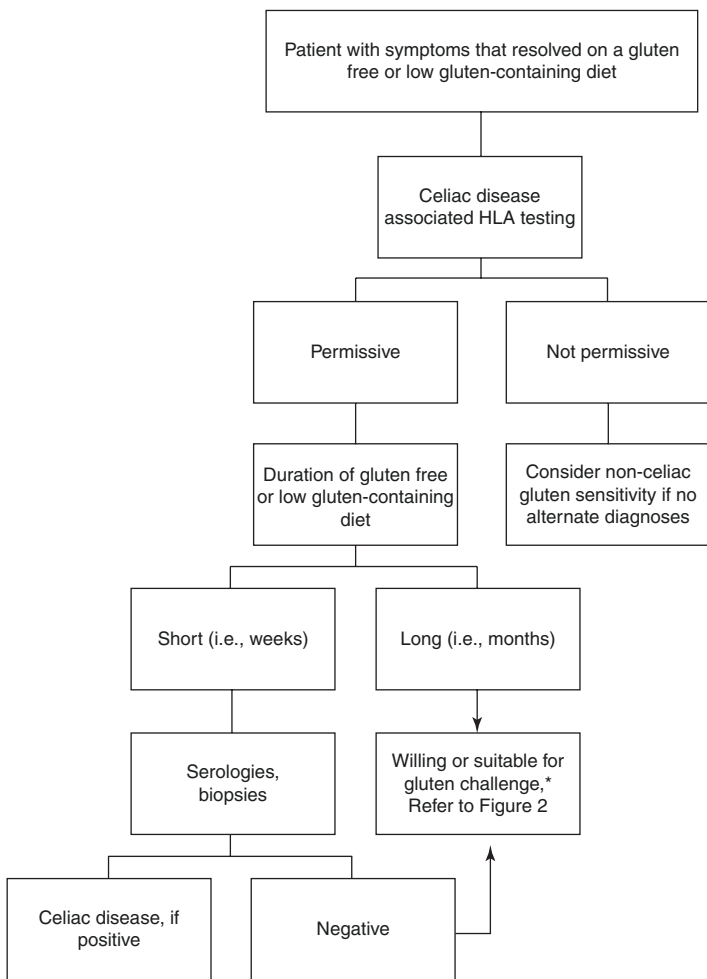 Patient with symptoms that resolved on a gluten
free or low gluten-containing diet
Celiac disease
associated HLA testing
Permissive
Not permissive
Duration of gluten free
or low gluten-containing
diet
Consider non-celiac
gluten sensitivity if no
alternate diagnoses
Short (i.e., weeks)
Long (i.e., months)
Serologies,
biopsies
Willing or suitable for
gluten challenge,*
Refer to Figure 2
Celiac disease, if
positive
Negative